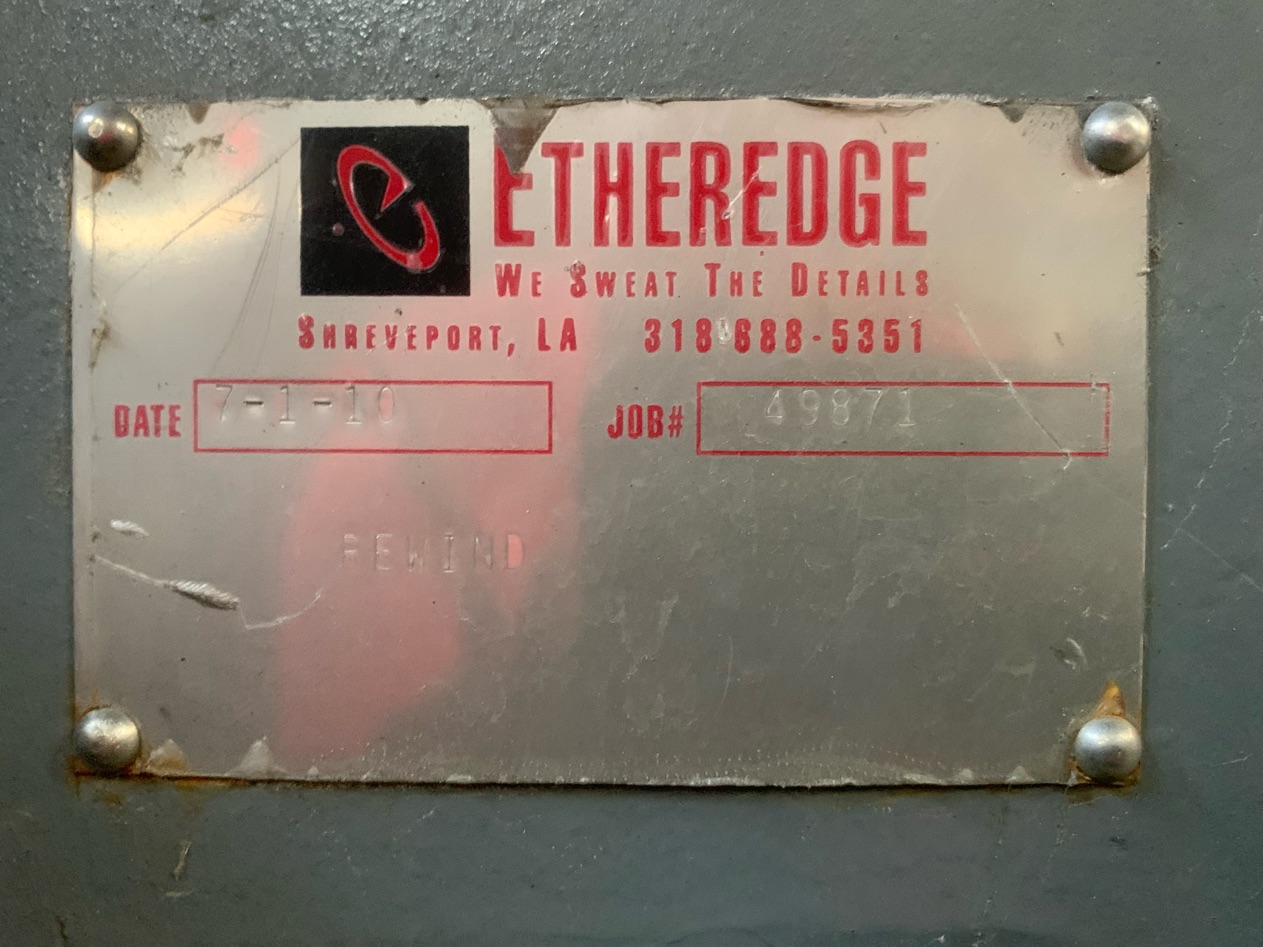 ETHEREDGE
WE SWEAT THE DETAILS
SHREVEPORT, LA 318 688-5351
DATE 7-1-10 JOB# 49871
REWIND